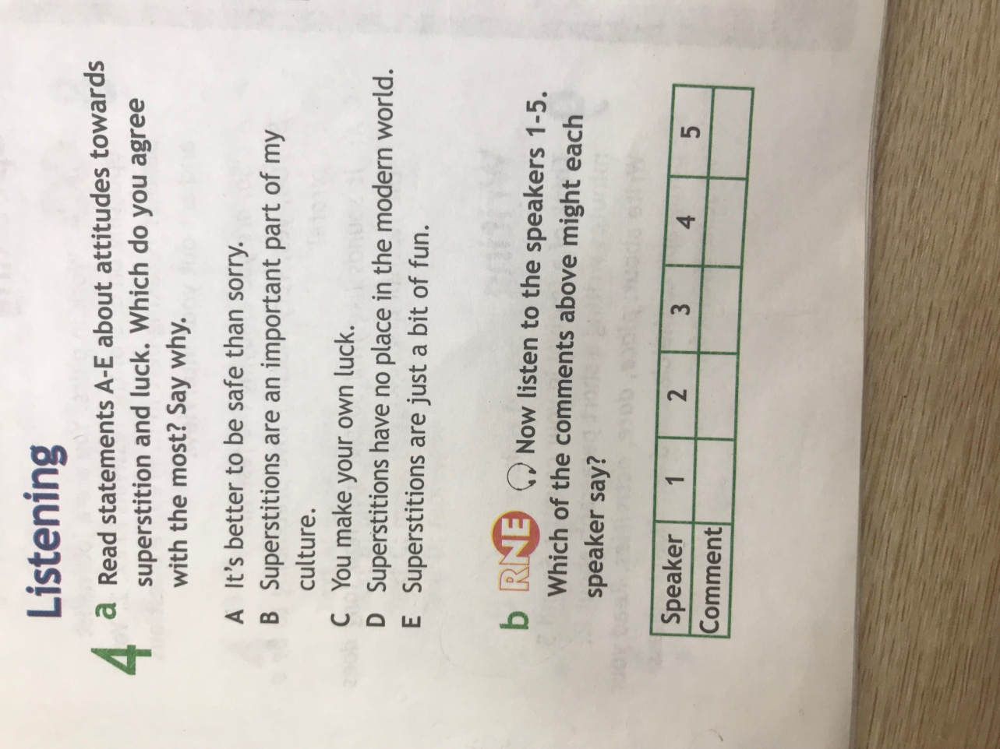 Listening
4 a Read statements A-E about attitudes towards
superstition and luck. Which do you agree
with the most? Say why.
A It's better to be safe than sorry.
B Superstitions are an important part of my
culture.
C You make your own luck.
D Superstitions have no place in the modern world.
E Superstitions are just a bit of fun.
b RNE Now listen to the speakers 1-5.
Which of the comments above might each
speaker say?
Speaker 1 2 3 4 5
Comment